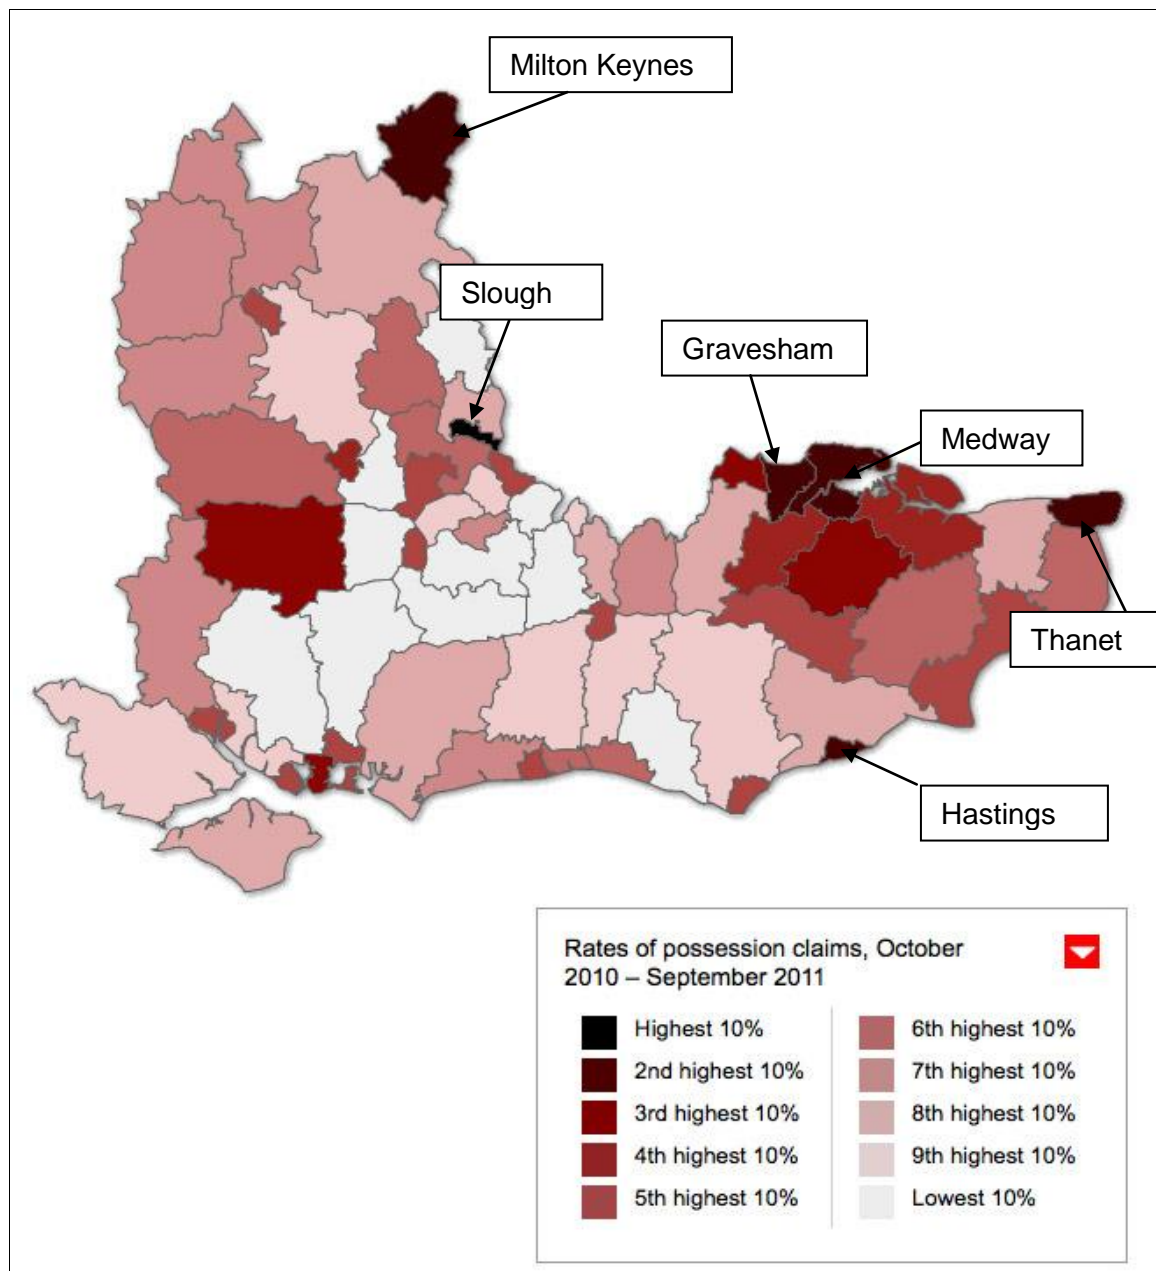 Milton Keynes
Slough
Gravesham
Medway
Thanet
Hastings
Rates of possession claims, October
2010 – September 2011
Highest 10%
2nd highest 10%
3rd highest 10%
4th highest 10%
5th highest 10%
6th highest 10%
7th highest 10%
8th highest 10%
9th highest 10%
Lowest 10%